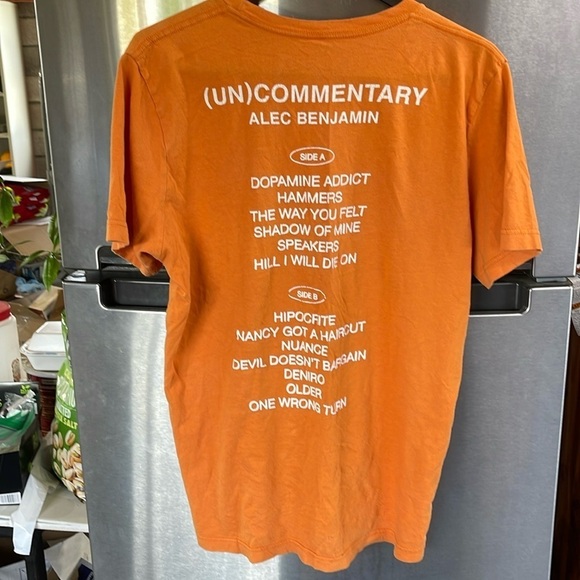 (UN)COMMENTARY
ALEC BENJAMIN
SIDE A
DOPAMINE ADDICT
HAMMERS
THE WAY YOU FELT
SHADOW OF MINE
SPEAKERS
HILL I WILL DIE ON
SIDE B
HIPOCRITE
NANCY GOT A HAIRCUT
NUANCE
DEVIL DOESN'T BARGAIN
DENIRO
OLDER
ONE WRONG TURN
SALT